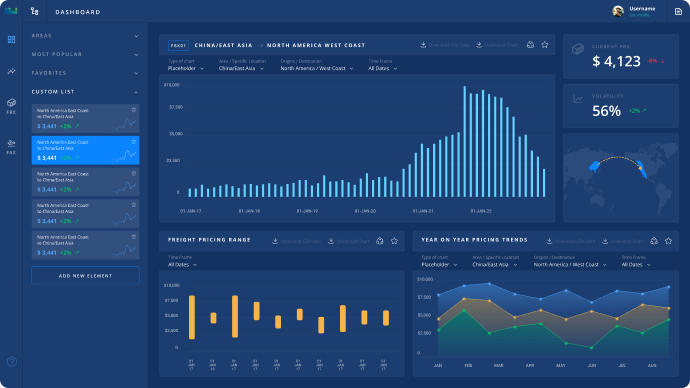 DASHBOARD
Username
AREAS
MOST POPULAR
FAVORITES
CUSTOM LIST
North America East Coast
to China/East Asia
$ 3,441 +2%
North America East Coast
to China/East Asia
$ 3,441 +2%
North America East Coast
to China/East Asia
$ 3,441 +2%
North America East Coast
to China/East Asia
$ 3,441 +2%
North America East Coast
to China/East Asia
$ 3,441 +2%
ADD NEW ELEMENT
FBX
PAX
FBX01 CHINA/EAST ASIA → NORTH AMERICA WEST COAST
Download CSV Data Download Chart
Type of chart Area / Specific Location Origins / Destination Time Frame
Placeholder China/East Asia North America / West Coast All Dates
$10,000
$7,500
$5,000
$2,500
0
01-JAN-17 01-JAN-18 01-JAN-19 01-JAN-20 01-JAN-21 01-JAN-22
CURRENT FBX
$ 4,123 -8%
VOLATILITY
56% +2%
FREIGHT PRICING RANGE
Download CSV Data Download Chart
Time Frame
All Dates
$10,000
$7,500
$5,000
$2,500
0
YEAR ON YEAR PRICING TRENDS
Download CSV Data Download Chart
Type of chart Area / Specific Location Origins / Destination Time Frame
Placeholder China/East Asia North America / West Coast All Dates
$10,000
$7,500
$5,000
$2,500
0
JAN FEB MAR APR MAY JUN JUL AUG